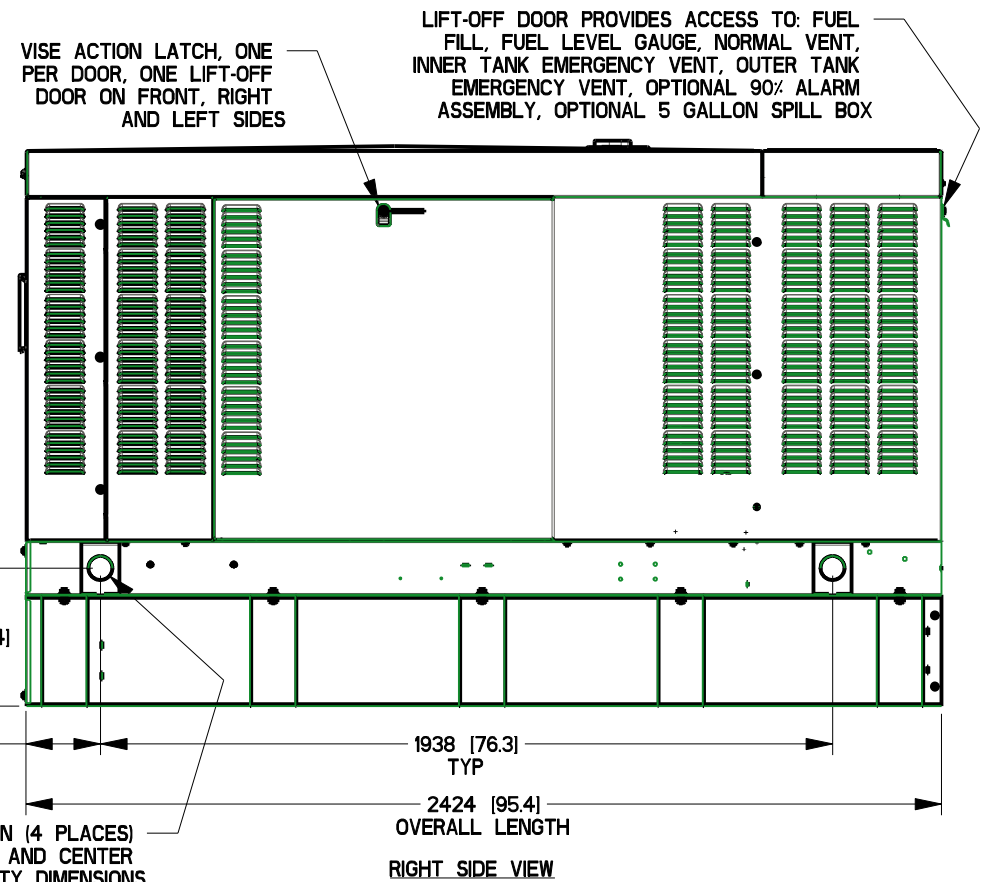 VISE ACTION LATCH, ONE
PER DOOR, ONE LIFT-OFF
DOOR ON FRONT, RIGHT
AND LEFT SIDES
LIFT-OFF DOOR PROVIDES ACCESS TO: FUEL
FILL, FUEL LEVEL GAUGE, NORMAL VENT,
INNER TANK EMERGENCY VENT, OUTER TANK
EMERGENCY VENT, OPTIONAL 90% ALARM
ASSEMBLY, OPTIONAL 5 GALLON SPILL BOX
4]
1938 [76.3]
TYP
2424 [95.4]
OVERALL LENGTH
N (4 PLACES)
AND CENTER
TY DIMENSIONS
RIGHT SIDE VIEW